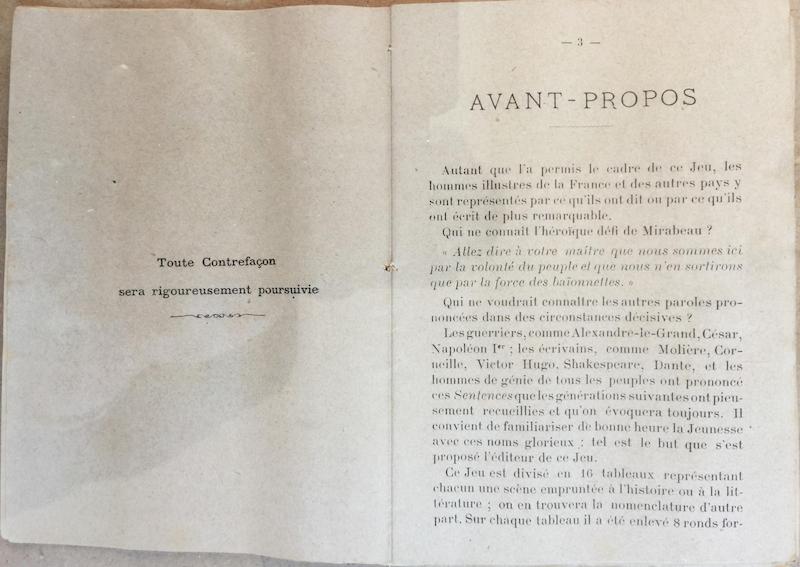 Toute Contrefaçon
sera rigoureusement poursuivie
— 3 —
AVANT-PROPOS
Autant que l'a permis le cadre de ce Jeu, les
hommes illustres de la France et des autres pays y
sont représentés par ce qu'ils ont dit ou par ce qu'ils
ont écrit de plus remarquable.
Qui ne connaît l'héroïque défi de Mirabeau ?
« Allez dire à votre maître que nous sommes ici
par la volonté du peuple et que nous n'en sortirons
que par la force des baïonnettes. »
Qui ne voudrait connaître les autres paroles pro-
noncées dans des circonstances décisives ?
Les guerriers, comme Alexandre-le-Grand, César,
Napoléon Ier ; les écrivains, comme Molière, Cor-
neille, Victor Hugo, Shakespeare, Dante, et les
hommes de génie de tous les peuples ont prononcé
ces Sentences que les générations suivantes ont pieu-
sement recueillies et qu'on évoquera toujours. Il
convient de familiariser de bonne heure la Jeunesse
avec ces noms glorieux : tel est le but que s'est
proposé l'éditeur de ce Jeu.
Ce Jeu est divisé en 16 tableaux représentant
chacun une scène empruntée à l'histoire ou à la lit-
térature ; on en trouvera la nomenclature d'autre
part. Sur chaque tableau il a été enlevé 8 ronds for-